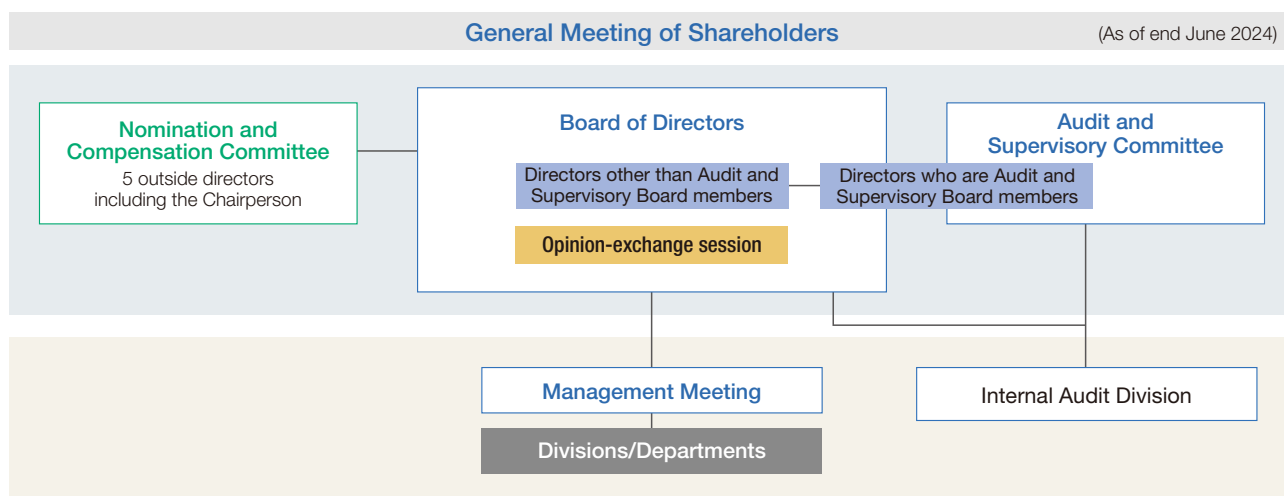 General Meeting of Shareholders
(As of end June 2024)
Nomination and
Compensation Committee
5 outside directors
including the Chairperson
Board of Directors
Directors other than Audit and
Supervisory Board members
Opinion-exchange session
Audit and
Supervisory Committee
Directors who are Audit and
Supervisory Board members
Management Meeting
Divisions/Departments
Internal Audit Division